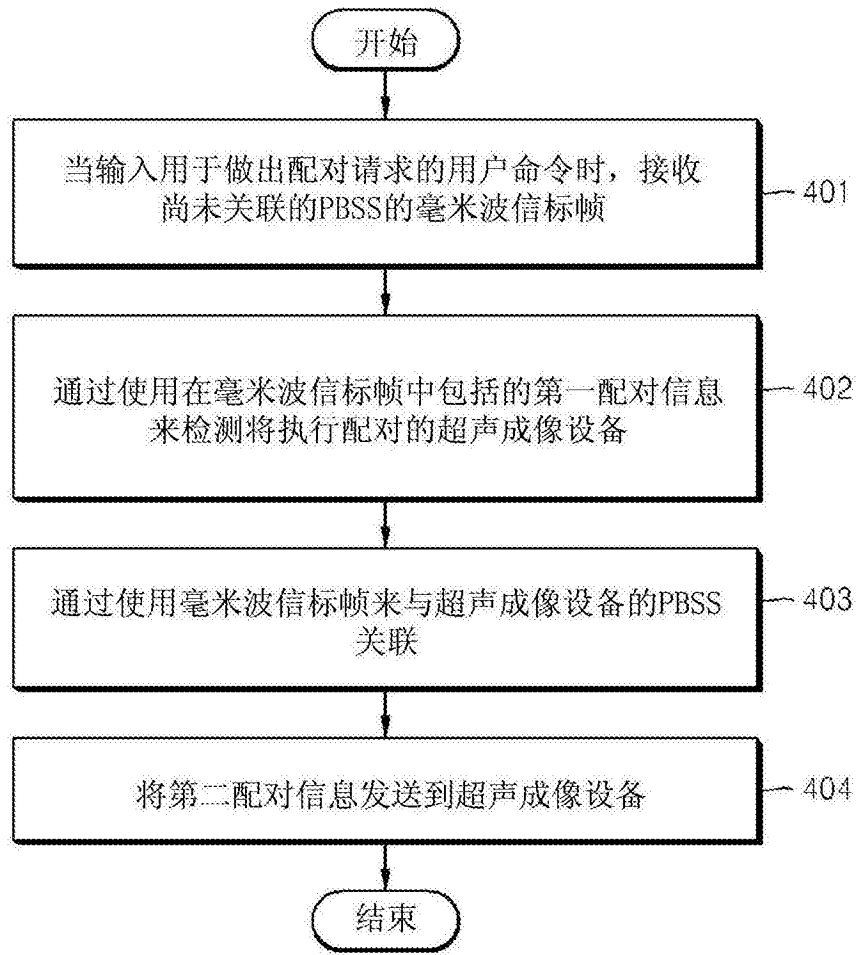 开始
当输入用于做出配对请求的用户命令时，接收
尚未关联的PBSS的毫米波信标帧
401
通过使用在毫米波信标帧中包括的第一配对信息
来检测将执行配对的超声成像设备
402
通过使用毫米波信标帧来与超声成像设备的PBSS
关联
403
将第二配对信息发送到超声成像设备
404
结束